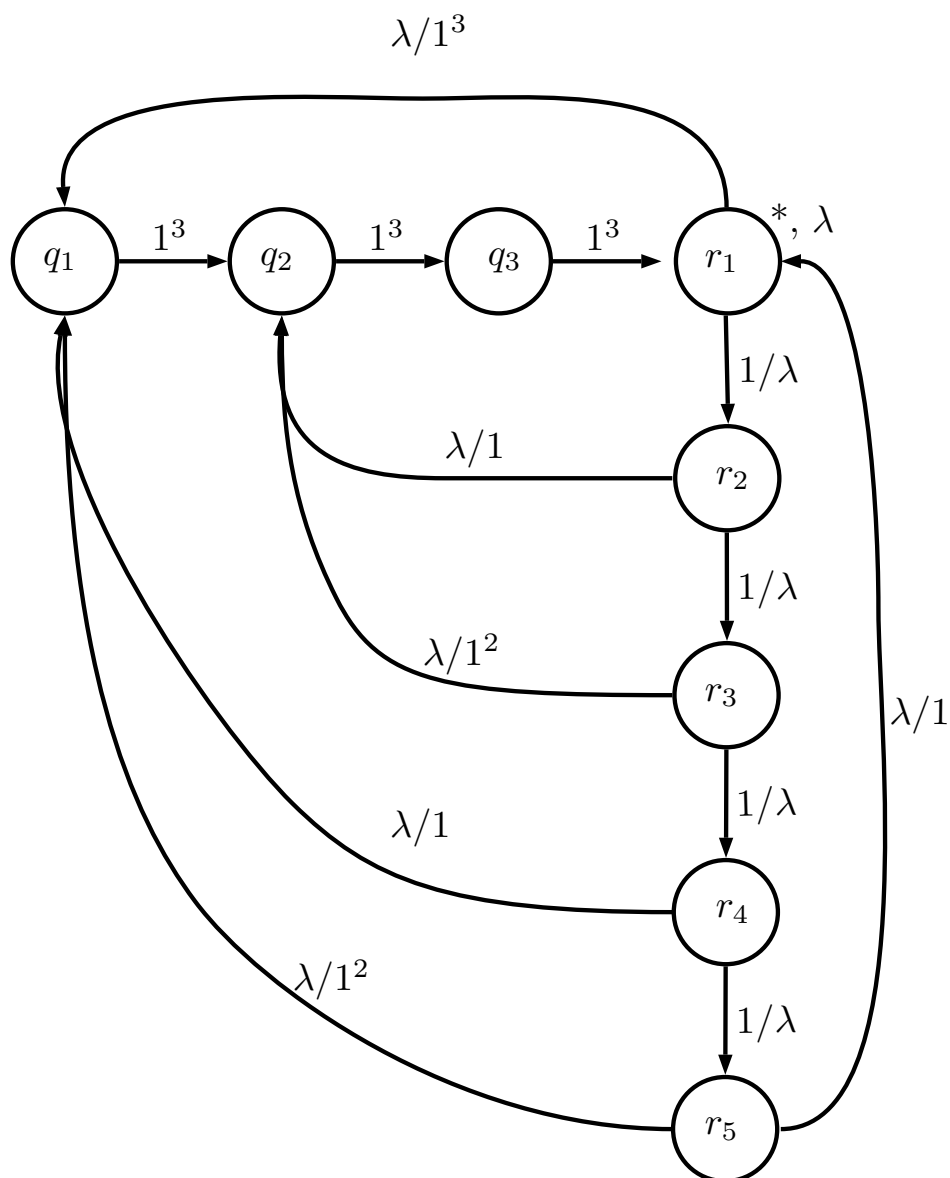 λ/1³
q₁ 1³ q₂ 1³ q₃ 1³ r₁ *, λ
1/λ
λ/1 r₂
1/λ
λ/1² r₃
λ/1
1/λ
λ/1
r₄
λ/1² 1/λ
r₅